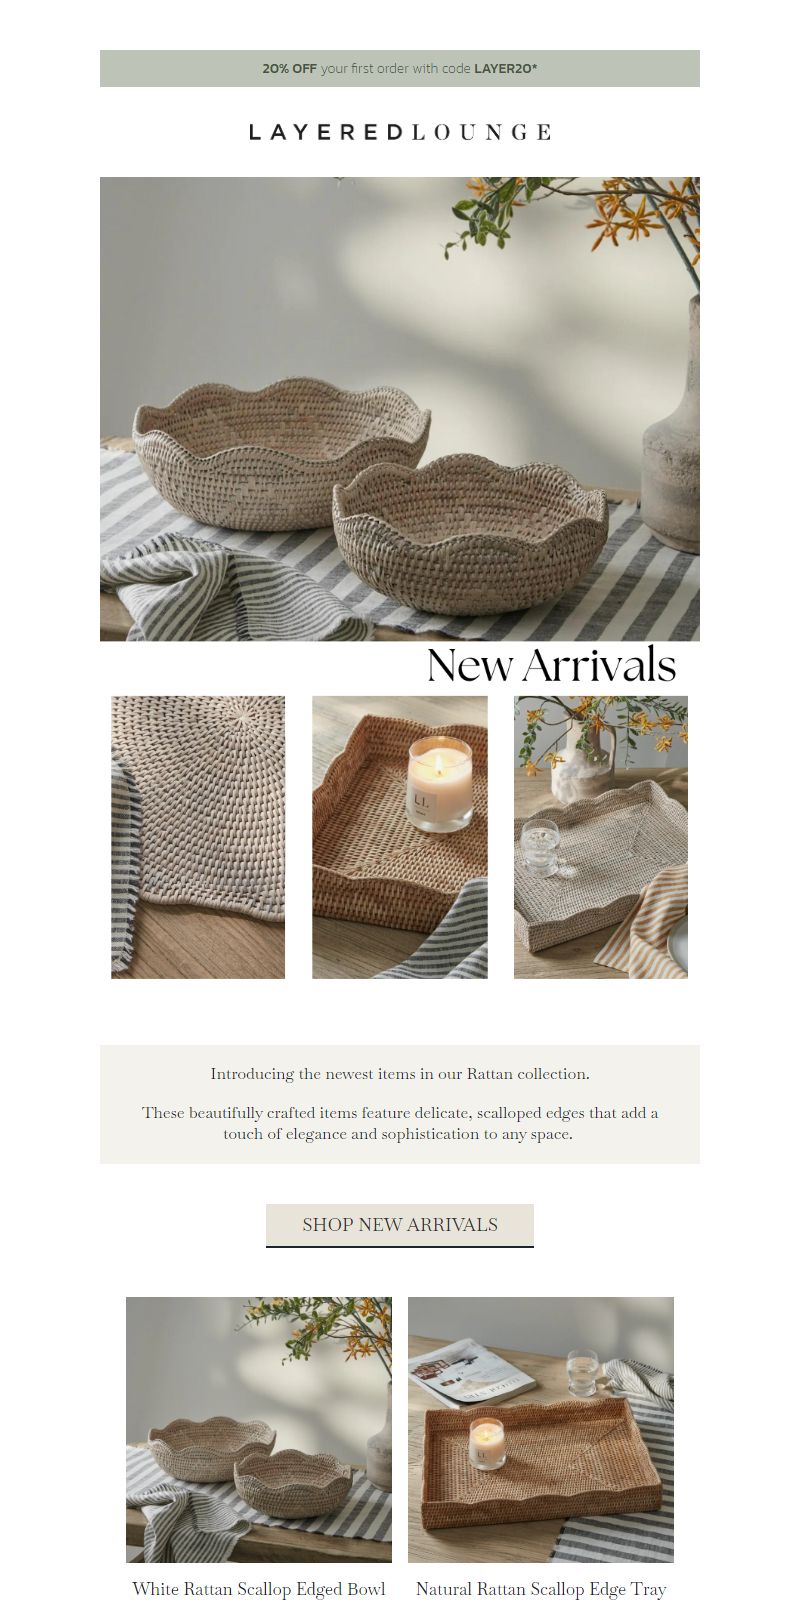 20% OFF your first order with code LAYER20*
LAYEREDLOUNGE
New Arrivals
LL
Introducing the newest items in our Rattan collection.
These beautifully crafted items feature delicate, scalloped edges that add a
touch of elegance and sophistication to any space.
SHOP NEW ARRIVALS
LL
White Rattan Scallop Edged Bowl
Natural Rattan Scallop Edge Tray